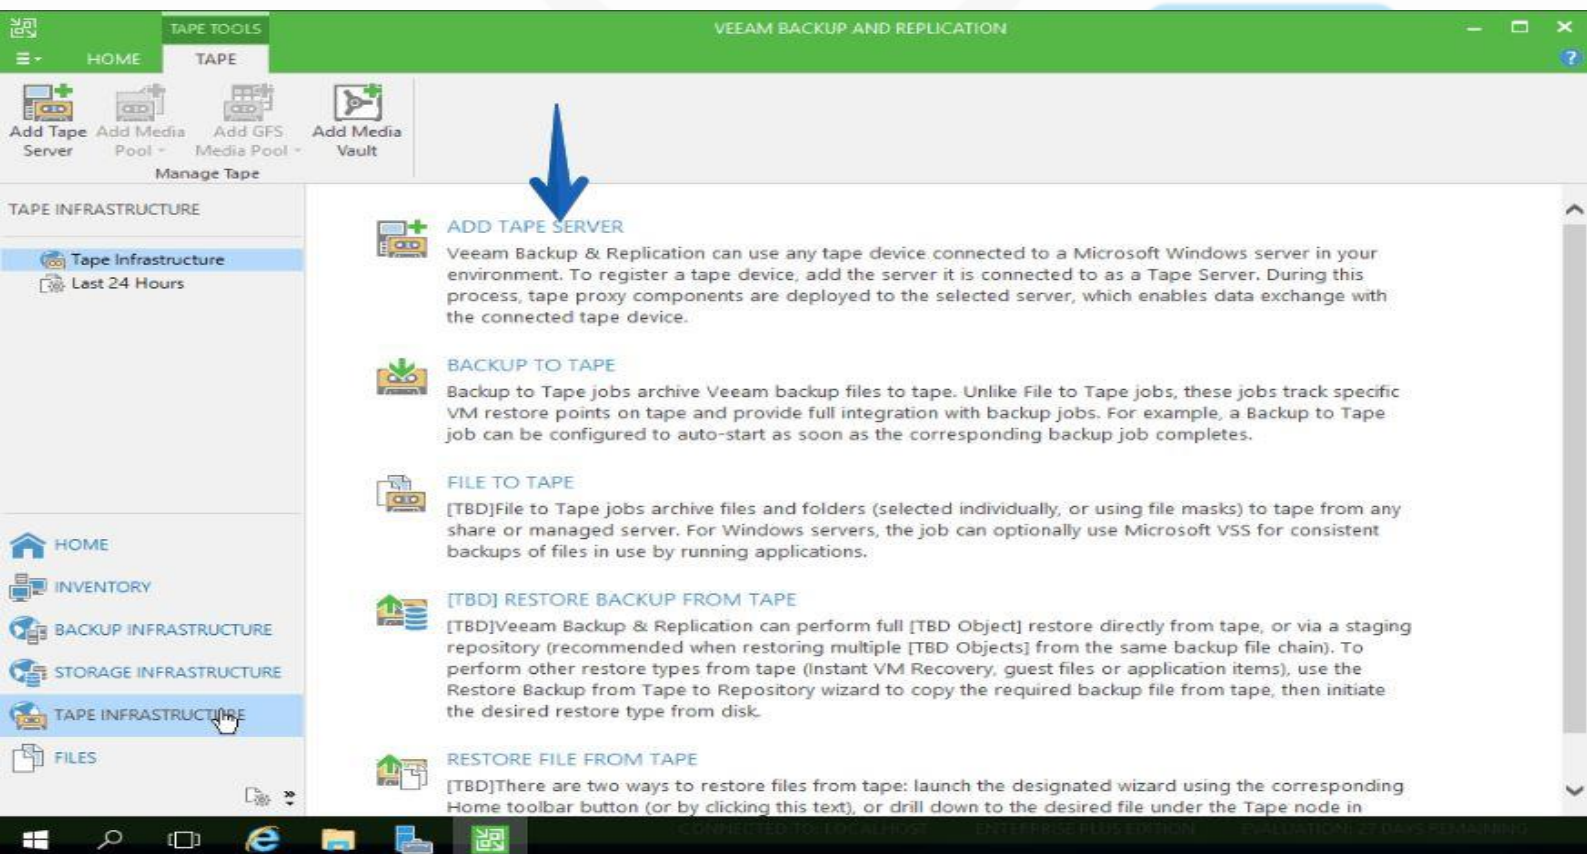 TAPE TOOLS
VEEAM BACKUP AND REPLICATION
HOME
TAPE
?
Add Tape Server
Add Media Pool
Add GFS Media Pool
Add Media Vault
Manage Tape
TAPE INFRASTRUCTURE
Tape Infrastructure
Last 24 Hours
HOME
INVENTORY
BACKUP INFRASTRUCTURE
STORAGE INFRASTRUCTURE
TAPE INFRASTRUCTURE
FILES
ADD TAPE SERVER
Veeam Backup & Replication can use any tape device connected to a Microsoft Windows server in your
environment. To register a tape device, add the server it is connected to as a Tape Server. During this
process, tape proxy components are deployed to the selected server, which enables data exchange with
the connected tape device.
BACKUP TO TAPE
Backup to Tape jobs archive Veeam backup files to tape. Unlike File to Tape jobs, these jobs track specific
VM restore points on tape and provide full integration with backup jobs. For example, a Backup to Tape
job can be configured to auto-start as soon as the corresponding backup job completes.
FILE TO TAPE
[TBD]File to Tape jobs archive files and folders (selected individually, or using file masks) to tape from any
share or managed server. For Windows servers, the job can optionally use Microsoft VSS for consistent
backups of files in use by running applications.
[TBD] RESTORE BACKUP FROM TAPE
[TBD]Veeam Backup & Replication can perform full [TBD Object] restore directly from tape, or via a staging
repository (recommended when restoring multiple [TBD Objects] from the same backup file chain). To
perform other restore types from tape (Instant VM Recovery, guest files or application items), use the
Restore Backup from Tape to Repository wizard to copy the required backup file from tape, then initiate
the desired restore type from disk.
RESTORE FILE FROM TAPE
[TBD]There are two ways to restore files from tape: launch the designated wizard using the corresponding
Home toolbar button (or by clicking this text), or drill down to the desired file under the Tape node in
CONNECTED TO: LOCALHOST ENTERPRISE PLUS EDITION EVALUATION: 27 DAYS REMAINING